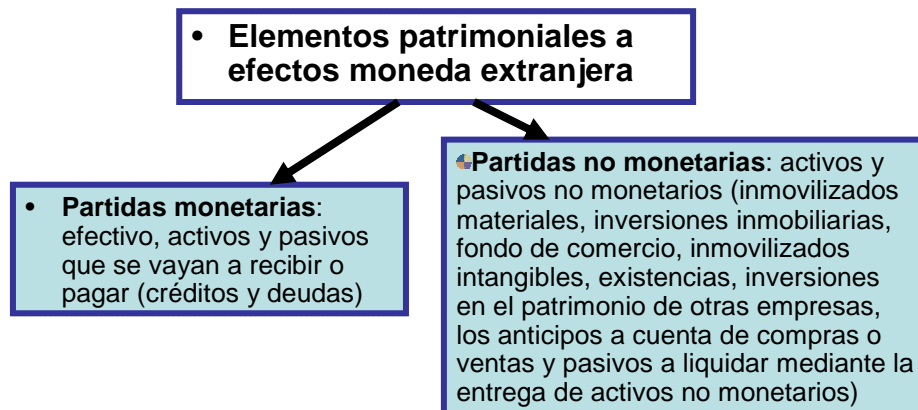 • Elementos patrimoniales a
efectos moneda extranjera
• Partidas monetarias:
efectivo, activos y pasivos
que se vayan a recibir o
pagar (créditos y deudas)
Partidas no monetarias: activos y
pasivos no monetarios (inmovilizados
materiales, inversiones inmobiliarias,
fondo de comercio, inmovilizados
intangibles, existencias, inversiones
en el patrimonio de otras empresas,
los anticipos a cuenta de compras o
ventas y pasivos a liquidar mediante la
entrega de activos no monetarios)